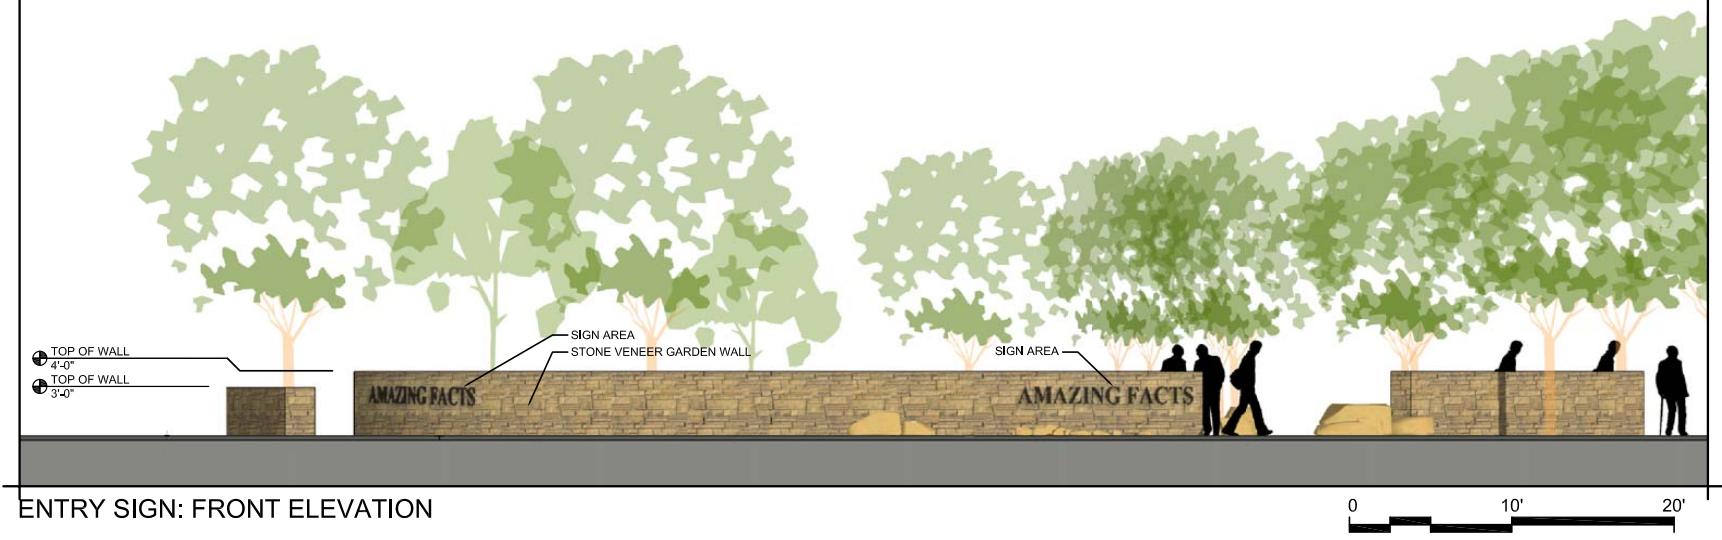 SIGN AREA
STONE VENEER GARDEN WALL
SIGN AREA
TOP OF WALL
4'-0"
TOP OF WALL
3'-0"
AMAZING FACTS
AMAZING FACTS
ENTRY SIGN: FRONT ELEVATION
0 10' 20'